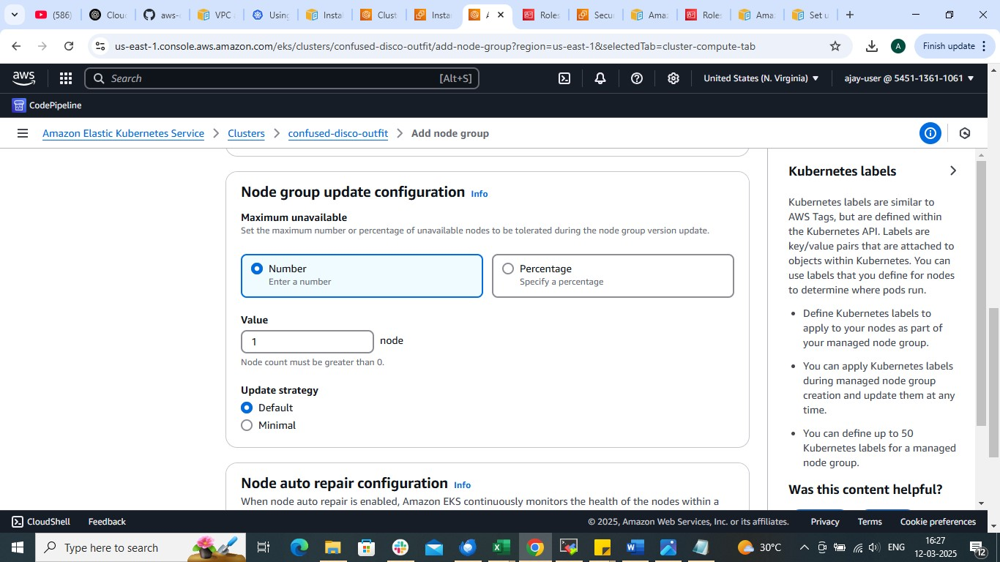 (586)
Cloud
aws-c
VPC a
Using
Instal
Clust
Insta
A
Roles
Secur
Amaz
Roles
Ama
Set u
us-east-1.console.aws.amazon.com/eks/clusters/confused-disco-outfit/add-node-group?region=us-east-1&selectedTab=cluster-compute-tab
A
Finish update
aws
Search
[Alt+S]
United States (N. Virginia)
ajay-user @ 5451-1361-1061
CodePipeline
Amazon Elastic Kubernetes Service
Clusters
confused-disco-outfit
Add node group
Node group update configuration Info
Maximum unavailable
Set the maximum number or percentage of unavailable nodes to be tolerated during the node group version update.
Number
Enter a number
Percentage
Specify a percentage
Value
1 node
Node count must be greater than 0.
Update strategy
Default
Minimal
Node auto repair configuration Info
When node auto repair is enabled, Amazon EKS continuously monitors the health of the nodes within a
Kubernetes labels
Kubernetes labels are similar to
AWS Tags, but are defined within
the Kubernetes API. Labels are
key/value pairs that are attached to
objects within Kubernetes. You can
use labels that you define for nodes
to determine where pods run.
• Define Kubernetes labels to
apply to your nodes as part of
your managed node group.
• You can apply Kubernetes labels
during managed node group
creation and update them at any
time.
• You can define up to 50
Kubernetes labels for a managed
node group.
Was this content helpful?
CloudShell
Feedback
© 2025, Amazon Web Services, Inc. or its affiliates.
Privacy
Terms
Cookie preferences
Type here to search
30°C
ENG
16:27
12-03-2025
12